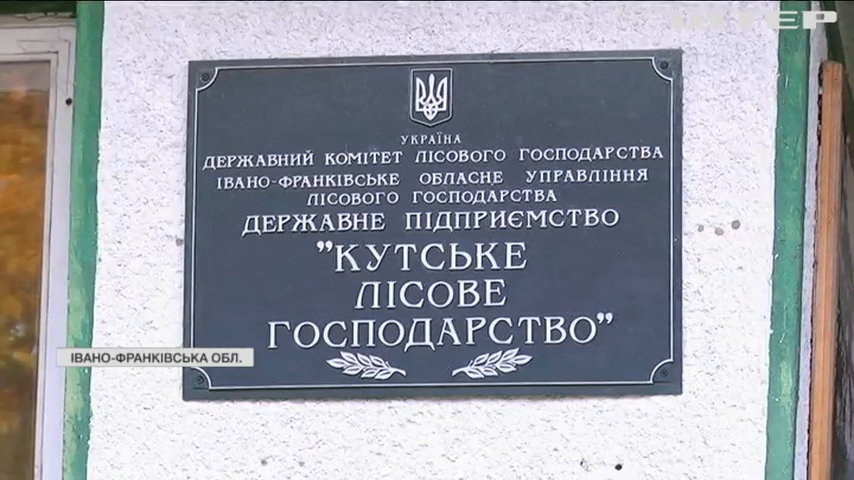 ІНТЕР
УКРАЇНА
ДЕРЖАВНИЙ КОМІТЕТ ЛІСОВОГО ГОСПОДАРСТВА
ІВАНО-ФРАНКІВСЬКЕ ОБЛАСНЕ УПРАВЛІННЯ
ЛІСОВОГО ГОСПОДАРСТВА
ДЕРЖАВНЕ ПІДПРИЄМСТВО
"КУТСЬКЕ
ЛІСОВЕ
ГОСПОДАРСТВО"
ІВАНО-ФРАНКІВСЬКА ОБЛ.